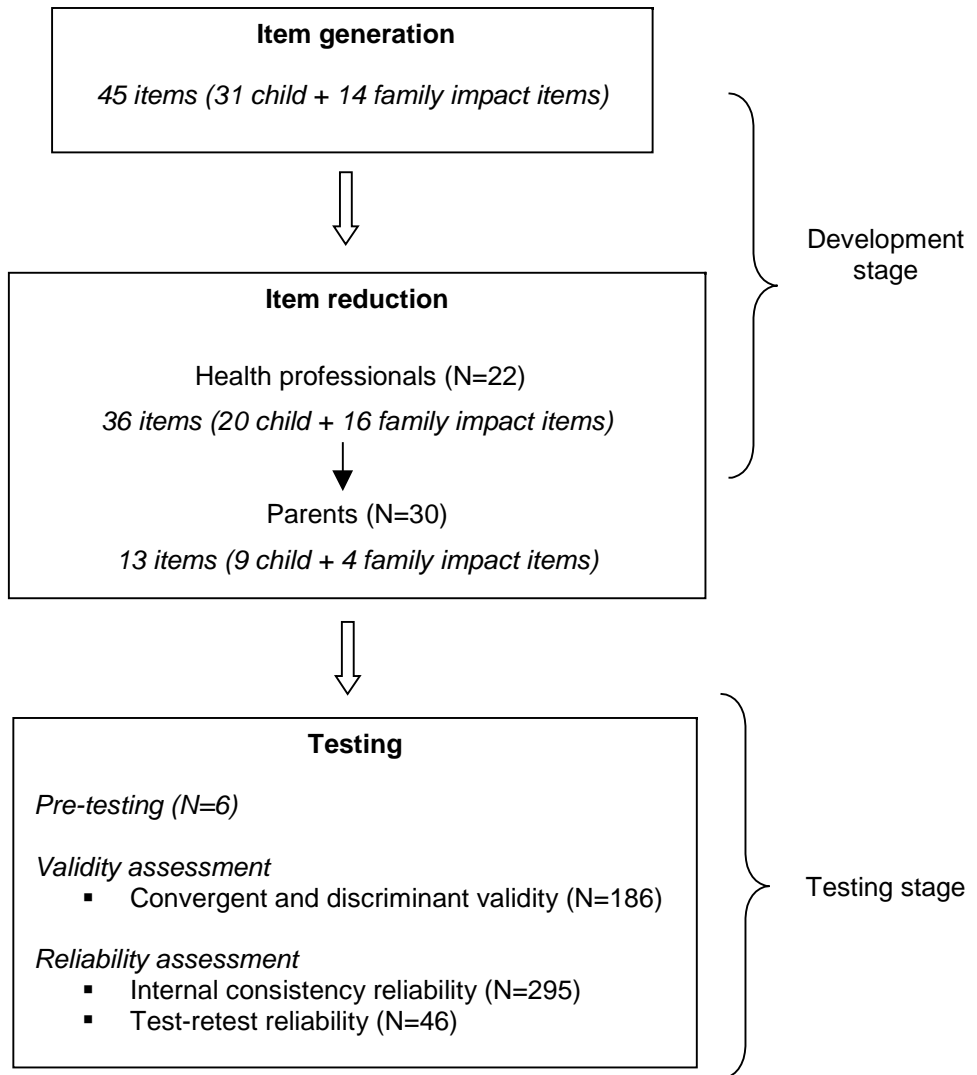 Item generation
45 items (31 child + 14 family impact items)
Development
stage
Item reduction
Health professionals (N=22)
36 items (20 child + 16 family impact items)
Parents (N=30)
13 items (9 child + 4 family impact items)
Testing
Pre-testing (N=6)
Validity assessment
▪ Convergent and discriminant validity (N=186)
Reliability assessment
▪ Internal consistency reliability (N=295)
▪ Test-retest reliability (N=46)
Testing stage